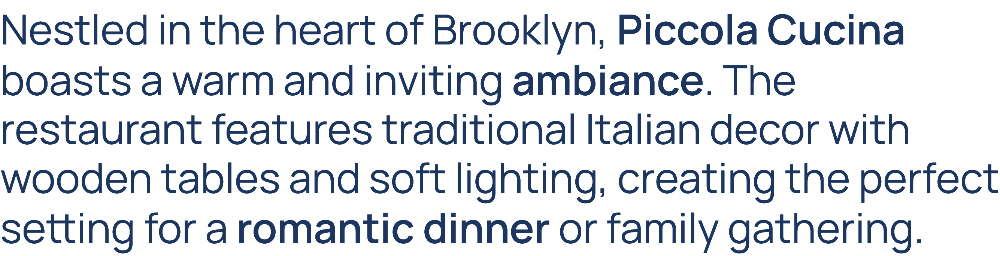 Nestled in the heart of Brooklyn, Piccola Cucina
boasts a warm and inviting ambiance. The
restaurant features traditional Italian decor with
wooden tables and soft lighting, creating the perfect
setting for a romantic dinner or family gathering.